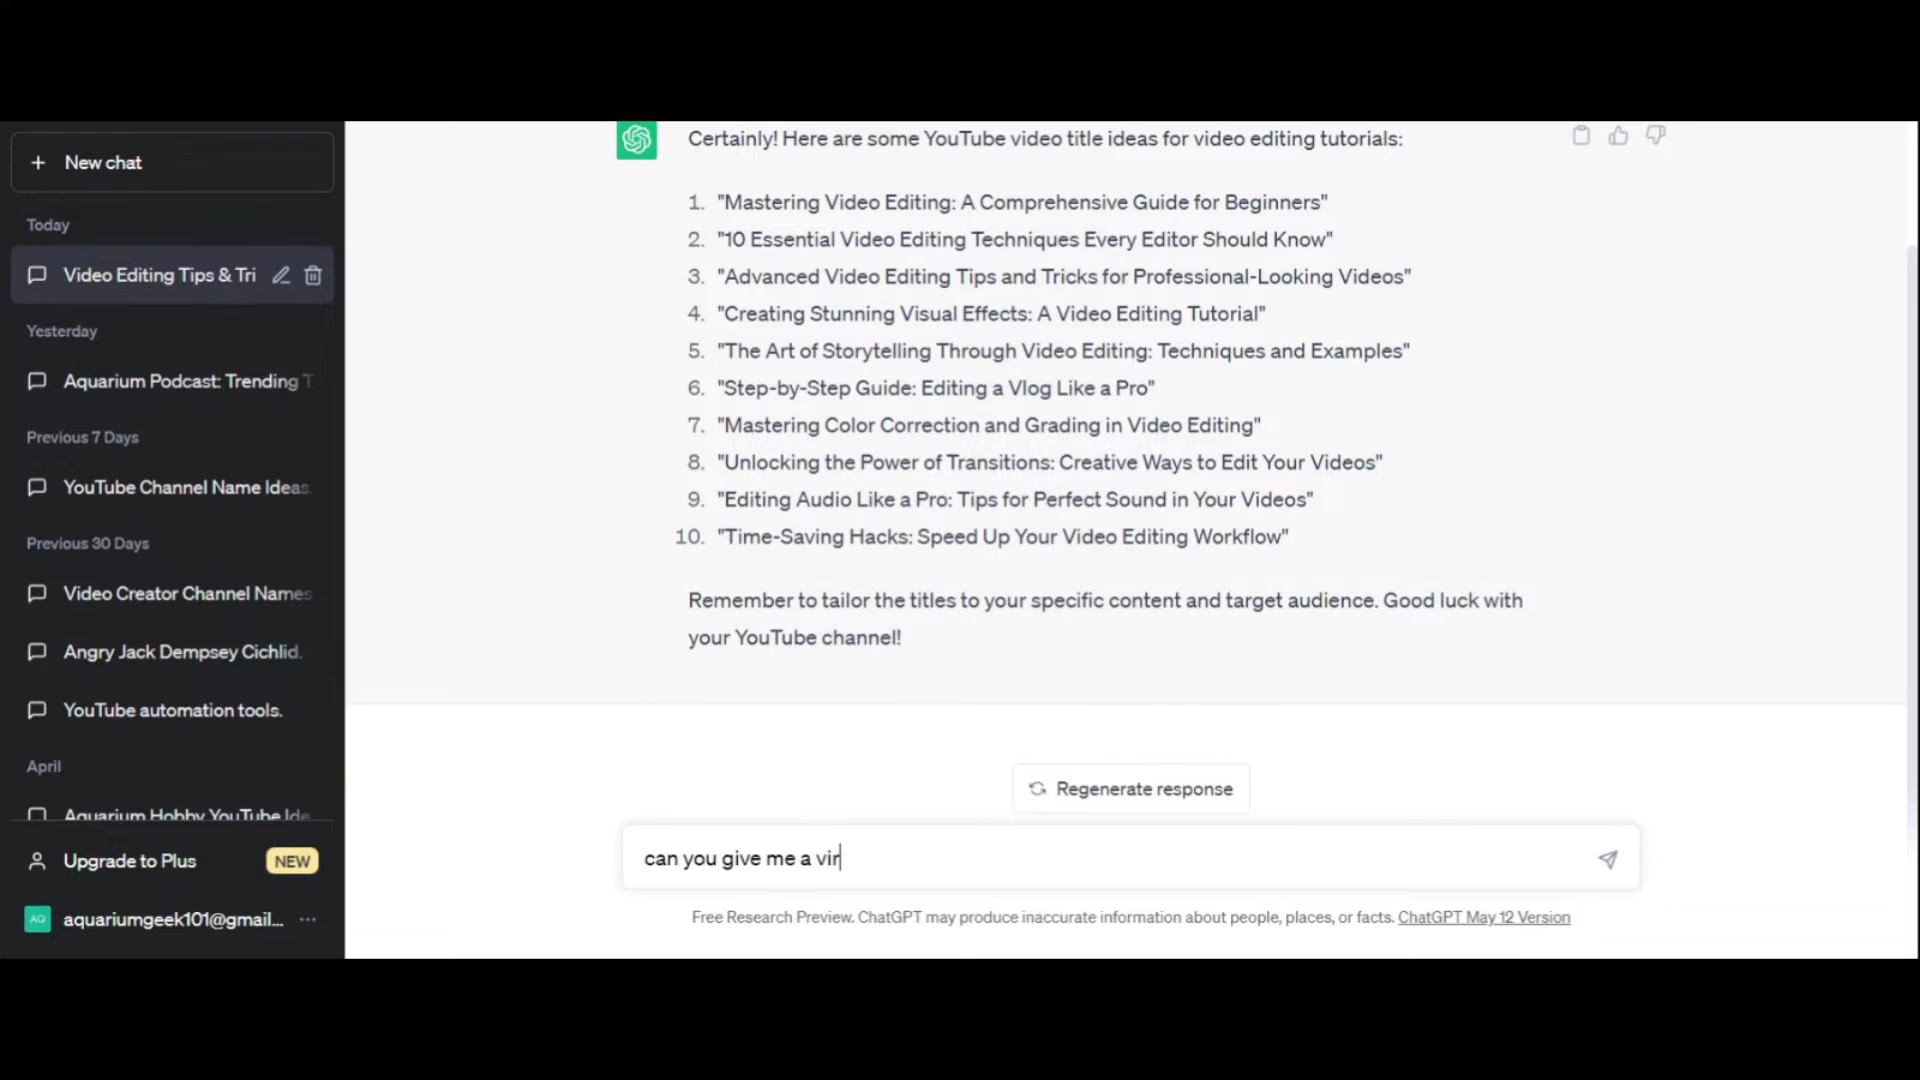 New chat
Today
Video Editing Tips & Tri
Yesterday
Aquarium Podcast: Trending T
Previous 7 Days
YouTube Channel Name Ideas.
Previous 30 Days
Video Creator Channel Names
Angry Jack Dempsey Cichlid.
YouTube automation tools.
April
Aquarium Hobby YouTube Ide
Upgrade to Plus
NEW
AQ
aquariumgeek101@gmail...
Certainly! Here are some YouTube video title ideas for video editing tutorials:
1. "Mastering Video Editing: A Comprehensive Guide for Beginners"
2. "10 Essential Video Editing Techniques Every Editor Should Know"
3. "Advanced Video Editing Tips and Tricks for Professional-Looking Videos"
4. "Creating Stunning Visual Effects: A Video Editing Tutorial"
5. "The Art of Storytelling Through Video Editing: Techniques and Examples"
6. "Step-by-Step Guide: Editing a Vlog Like a Pro"
7. "Mastering Color Correction and Grading in Video Editing"
8. "Unlocking the Power of Transitions: Creative Ways to Edit Your Videos"
9. "Editing Audio Like a Pro: Tips for Perfect Sound in Your Videos"
10. "Time-Saving Hacks: Speed Up Your Video Editing Workflow"
Remember to tailor the titles to your specific content and target audience. Good luck with
your YouTube channel!
Regenerate response
can you give me a vir
Free Research Preview. ChatGPT may produce inaccurate information about people, places, or facts. ChatGPT May 12 Version